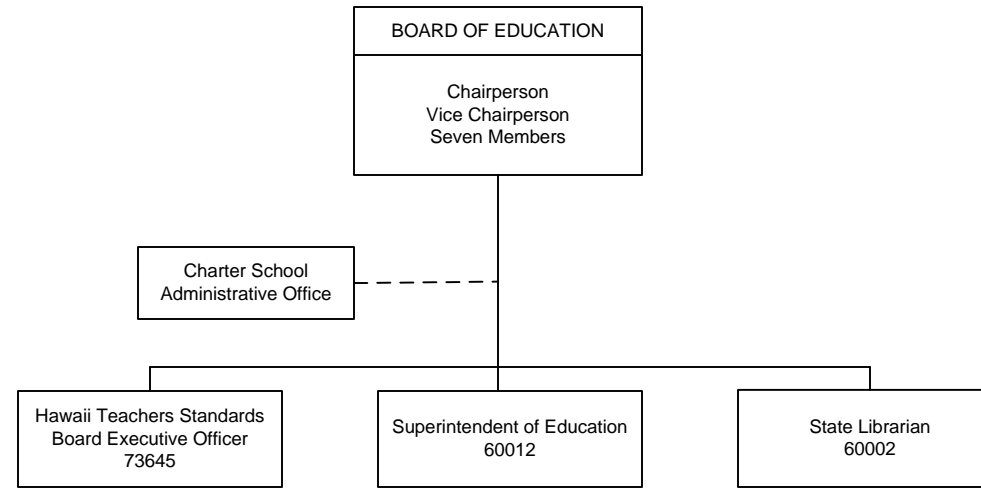 BOARD OF EDUCATION
Chairperson
Vice Chairperson
Seven Members
Charter School
Administrative Office
Hawaii Teachers Standards
Board Executive Officer
73645
Superintendent of Education
60012
State Librarian
60002